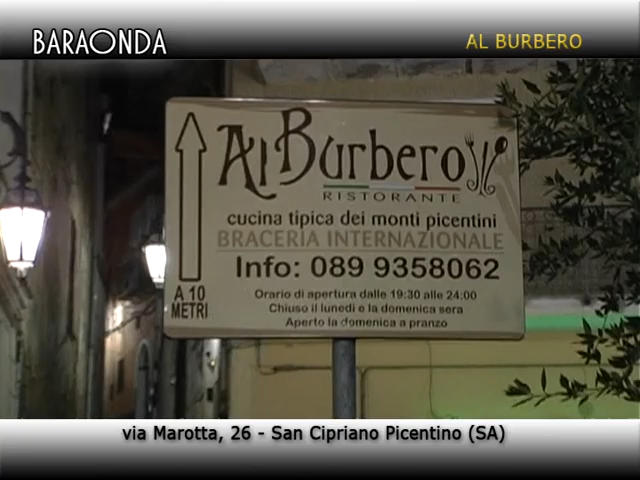 BARAONDA
AL BURBERO
Al Burbero
RISTORANTE
cucina tipica dei monti picentini
BRACERIA INTERNAZIONALE
Info: 089 9358062
A 10
METRI
Orario di apertura dalle 19:30 alle 24:00
Chiuso il lunedì e la domenica sera
Aperto la domenica a pranzo
via Marotta, 26 - San Cipriano Picentino (SA)